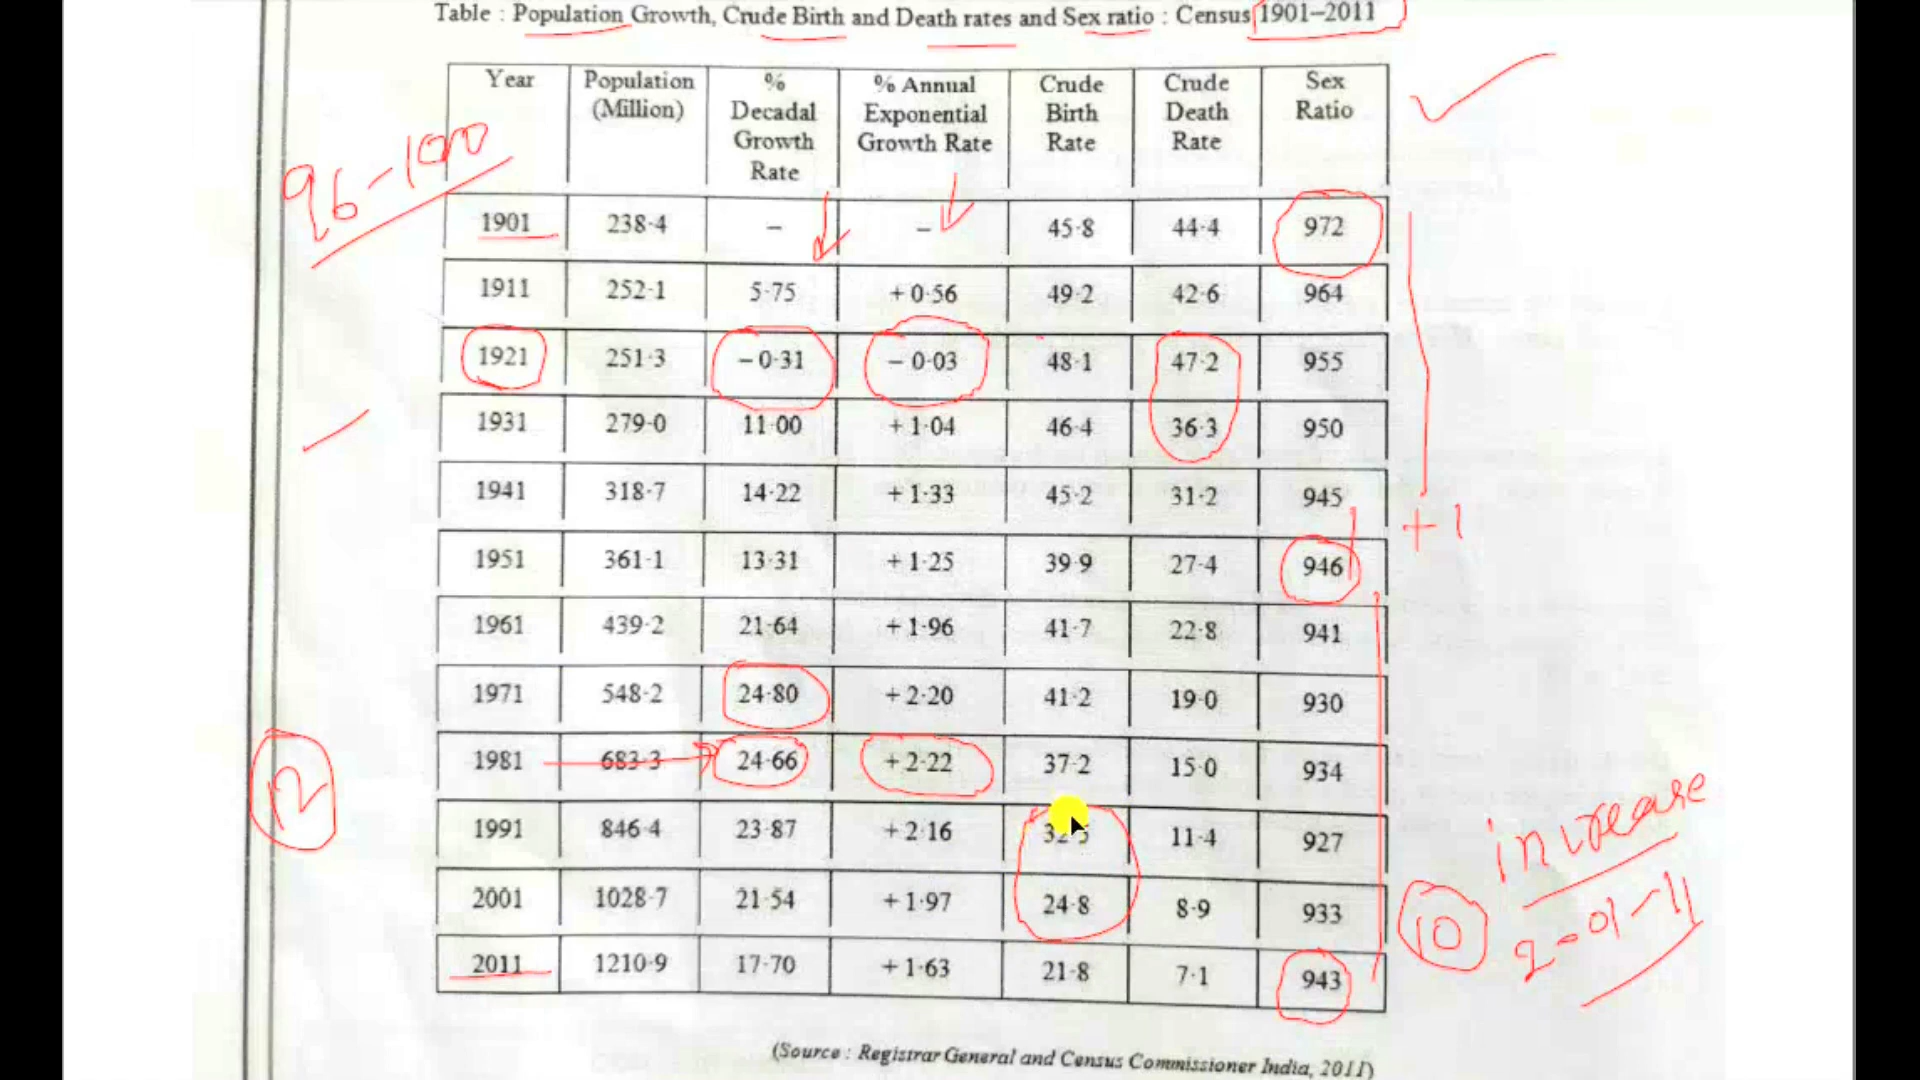 Table : Population Growth, Crude Birth and Death rates and Sex ratio : Census 1901–2011
Year Population (Million) % Decadal Growth Rate % Annual Exponential Growth Rate Crude Birth Rate Crude Death Rate Sex Ratio
96-100
1901 238·4 – – 45·8 44·4 972
1911 252·1 5·75 +0·56 49·2 42·6 964
1921 251·3 –0·31 –0·03 48·1 47·2 955
1931 279·0 11·00 +1·04 46·4 36·3 950
1941 318·7 14·22 +1·33 45·2 31·2 945
+1
1951 361·1 13·31 +1·25 39·9 27·4 946
1961 439·2 21·64 +1·96 41·7 22·8 941
1971 548·2 24·80 +2·20 41·2 19·0 930
1981 683·3 24·66 +2·22 37·2 15·0 934
2
1991 846·4 23·87 +2·16 32·5 11·4 927
increase
2001 1028·7 21·54 +1·97 24·8 8·9 933
10
2-01-11
2011 1210·9 17·70 +1·63 21·8 7·1 943
(Source : Registrar General and Census Commissioner India, 2011)